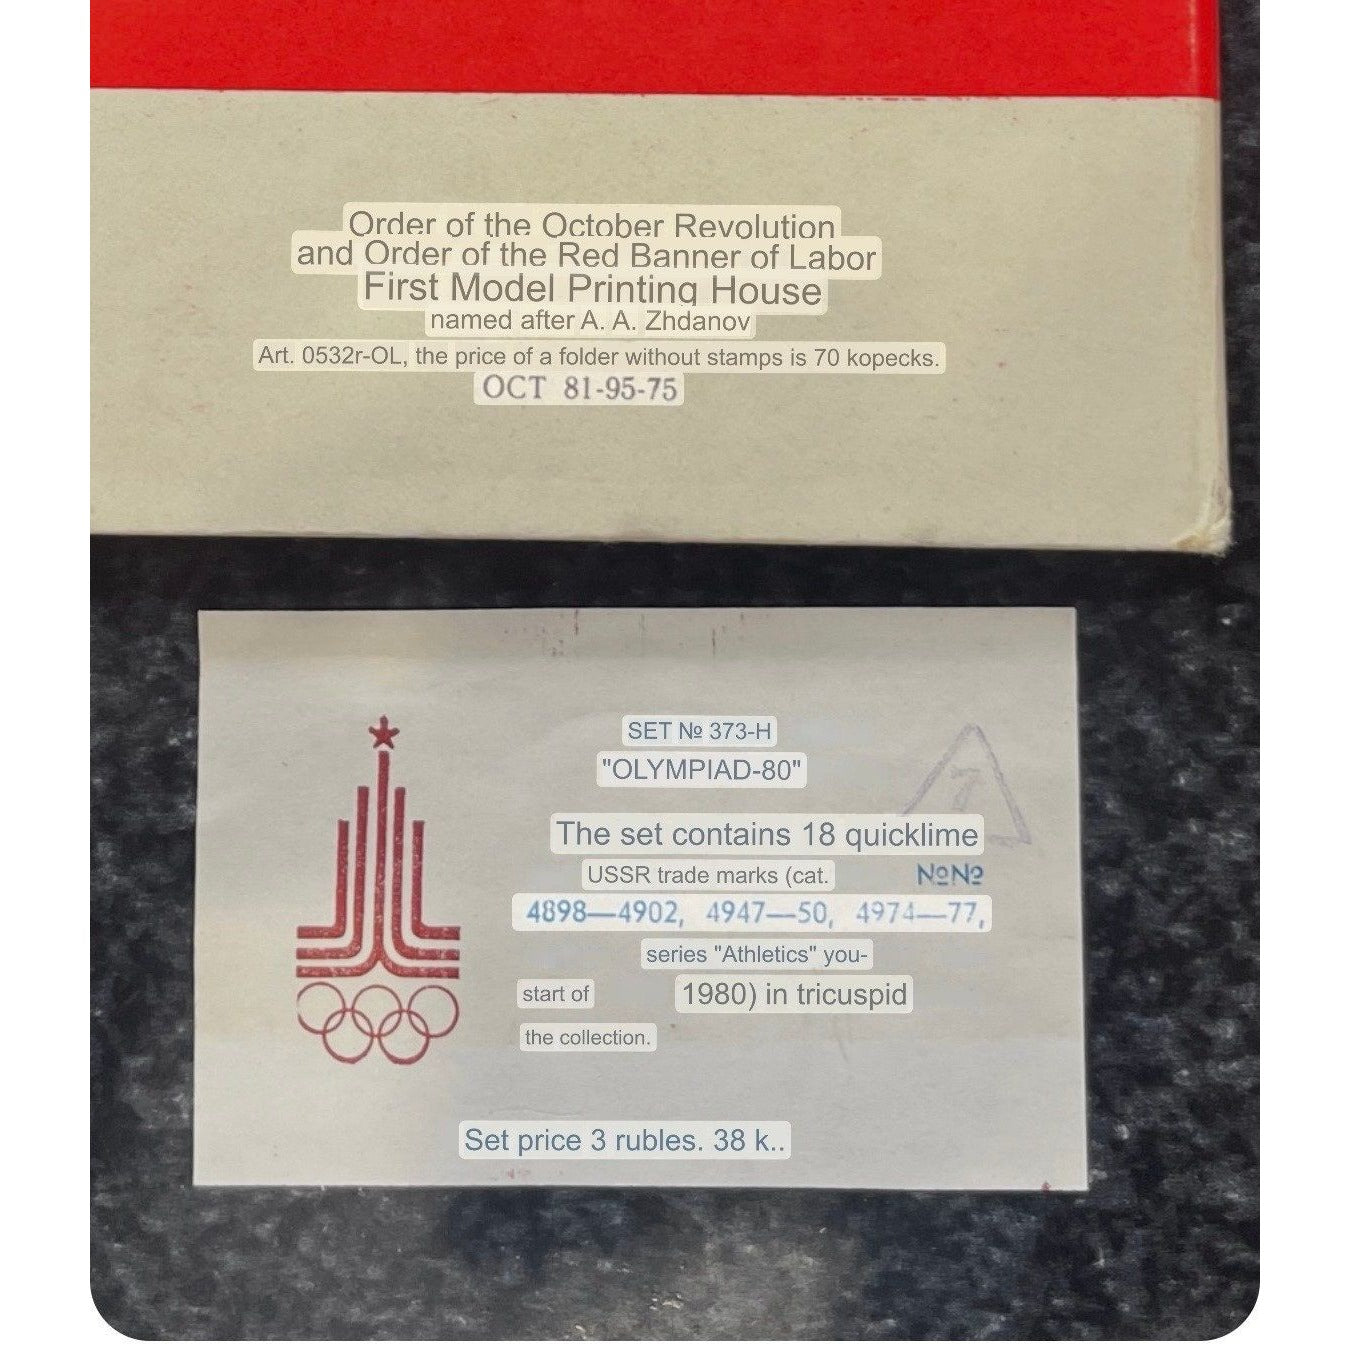 Order of the October Revolution
and Order of the Red Banner of Labor
First Model Printing House
named after A. A. Zhdanov
Art. 0532r-OL, the price of a folder without stamps is 70 kopecks.
OCT 81-95-75
SET № 373-H
"OLYMPIAD-80"
7
The set contains 18 quicklime
USSR trade marks (cat. №№
4898—4902, 4947—50, 4974—77,
series "Athletics" you-
start of 1980) in tricuspid
the collection.
Set price 3 rubles. 38 k..